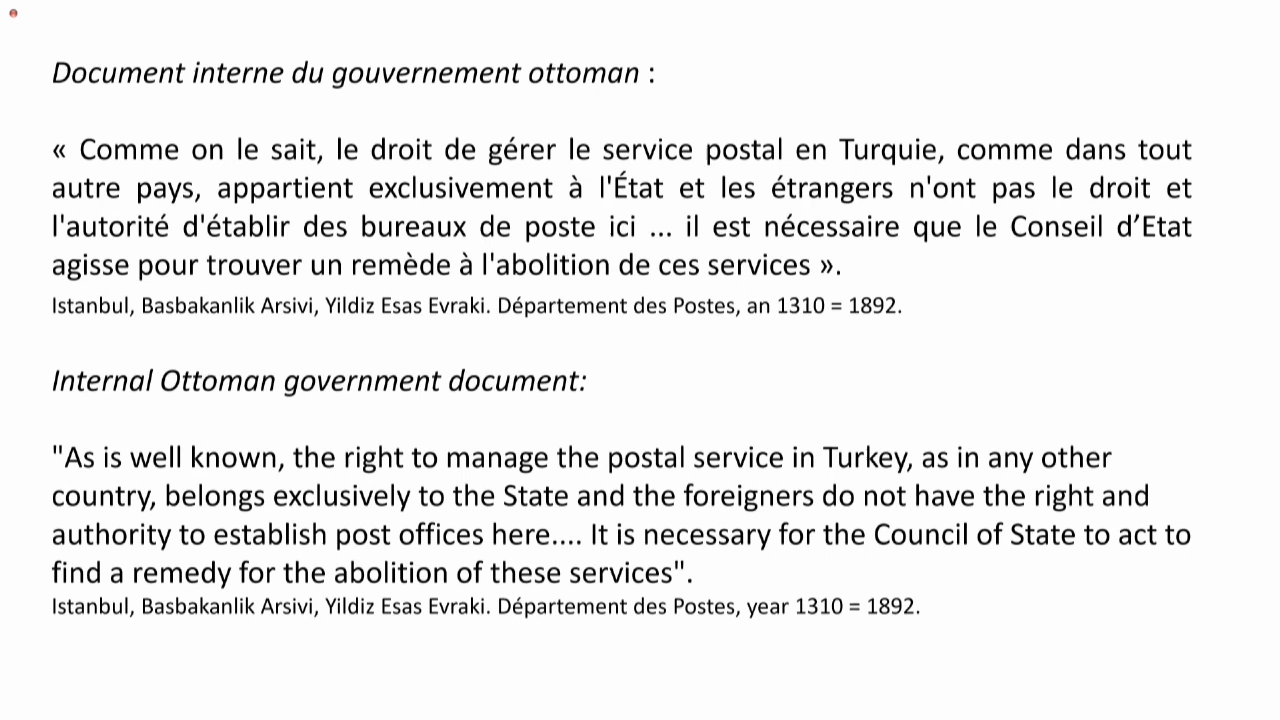 Document interne du gouvernement ottoman :
« Comme on le sait, le droit de gérer le service postal en Turquie, comme dans tout
autre pays, appartient exclusivement à l'État et les étrangers n'ont pas le droit et
l'autorité d'établir des bureaux de poste ici ... il est nécessaire que le Conseil d’Etat
agisse pour trouver un remède à l'abolition de ces services ».
Istanbul, Basbakanlik Arsivi, Yildiz Esas Evraki. Département des Postes, an 1310 = 1892.
Internal Ottoman government document:
"As is well known, the right to manage the postal service in Turkey, as in any other
country, belongs exclusively to the State and the foreigners do not have the right and
authority to establish post offices here.... It is necessary for the Council of State to act to
find a remedy for the abolition of these services".
Istanbul, Basbakanlik Arsivi, Yildiz Esas Evraki. Département des Postes, year 1310 = 1892.